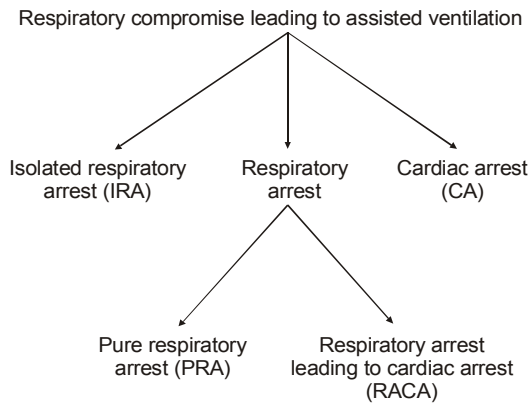 Respiratory compromise leading to assisted ventilation
Isolated respiratory
arrest (IRA)
Respiratory
arrest
Cardiac arrest
(CA)
Pure respiratory
arrest (PRA)
Respiratory arrest
leading to cardiac arrest
(RACA)